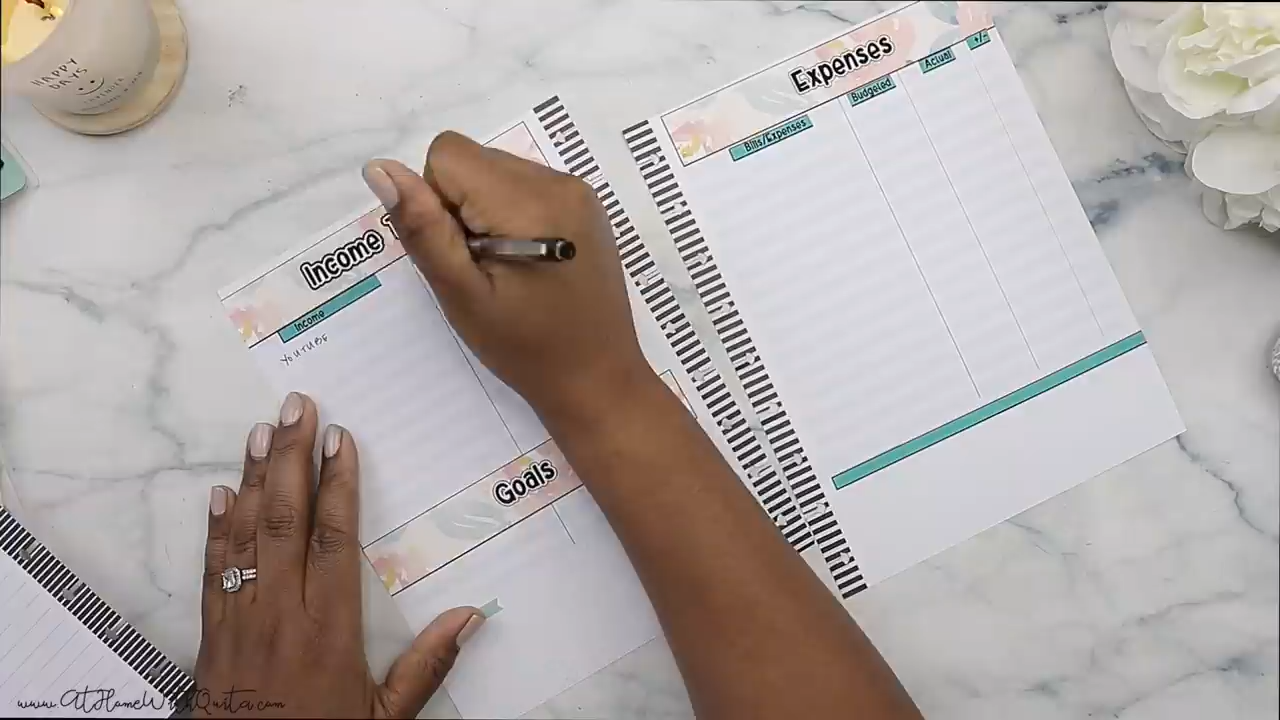 HAPPY
DAYS
Income
Income
YOUTUBE
Goals
Expenses
Bills/Expenses
Budgeted
Actual
+/-
www.AtHomeWithQuita.com